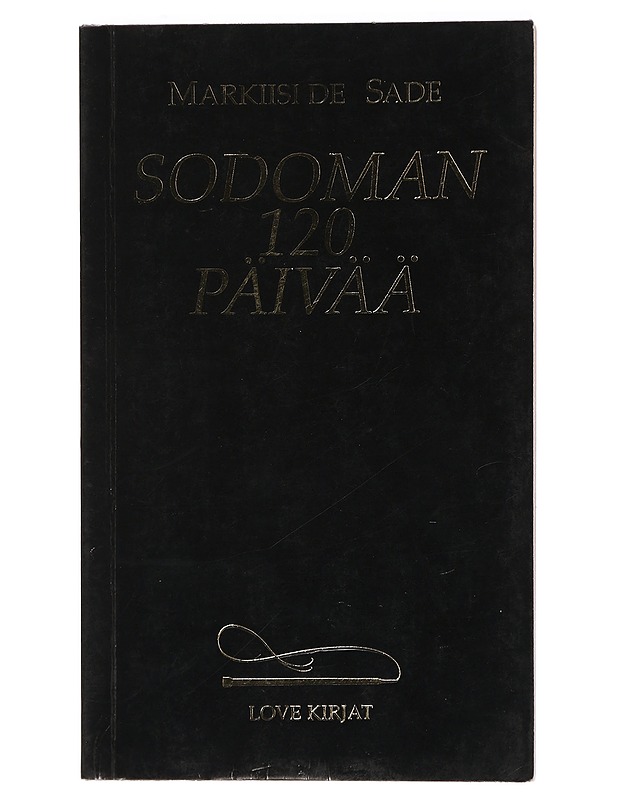 MARKIISI DE SADE
SODOMAN
120
PÄIVÄÄ
LOVE KIRJAT